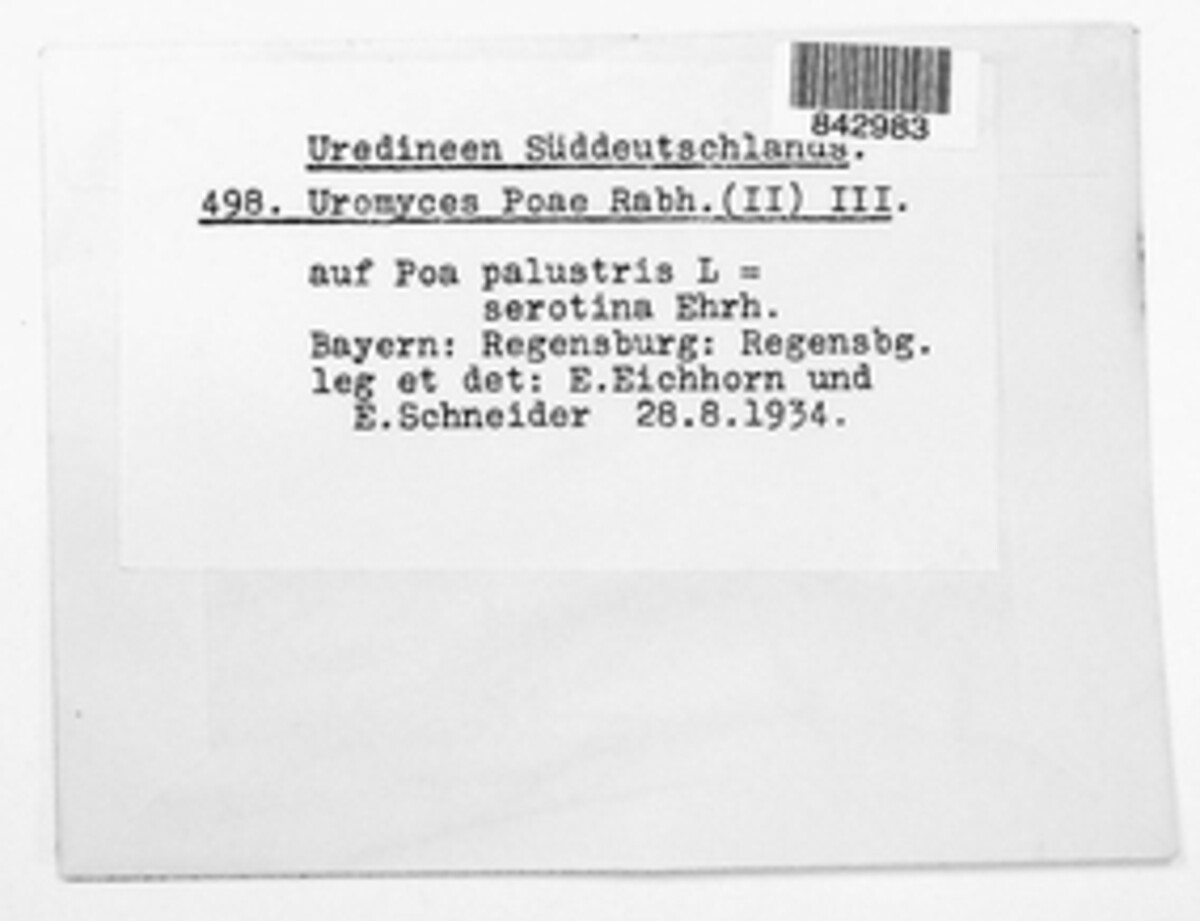 842983
Uredineen Süddeutschlands.
498. Uromyces Poae Rabh.(II) III.
auf Poa palustris L =
serotina Ehrh.
Bayern: Regensburg: Regensbg.
leg et det: E.Eichhorn und
E.Schneider 28.8.1934.